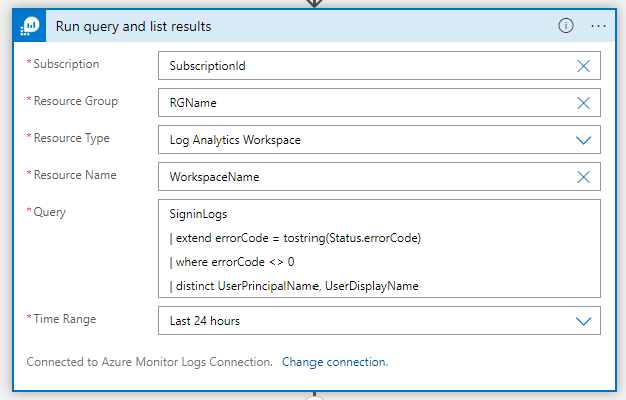 Run query and list results
* Subscription SubscriptionId
* Resource Group RGName
* Resource Type Log Analytics Workspace
* Resource Name WorkspaceName
* Query SigninLogs
| extend errorCode = tostring(Status.errorCode)
| where errorCode <> 0
| distinct UserPrincipalName, UserDisplayName
* Time Range Last 24 hours
Connected to Azure Monitor Logs Connection. Change connection.